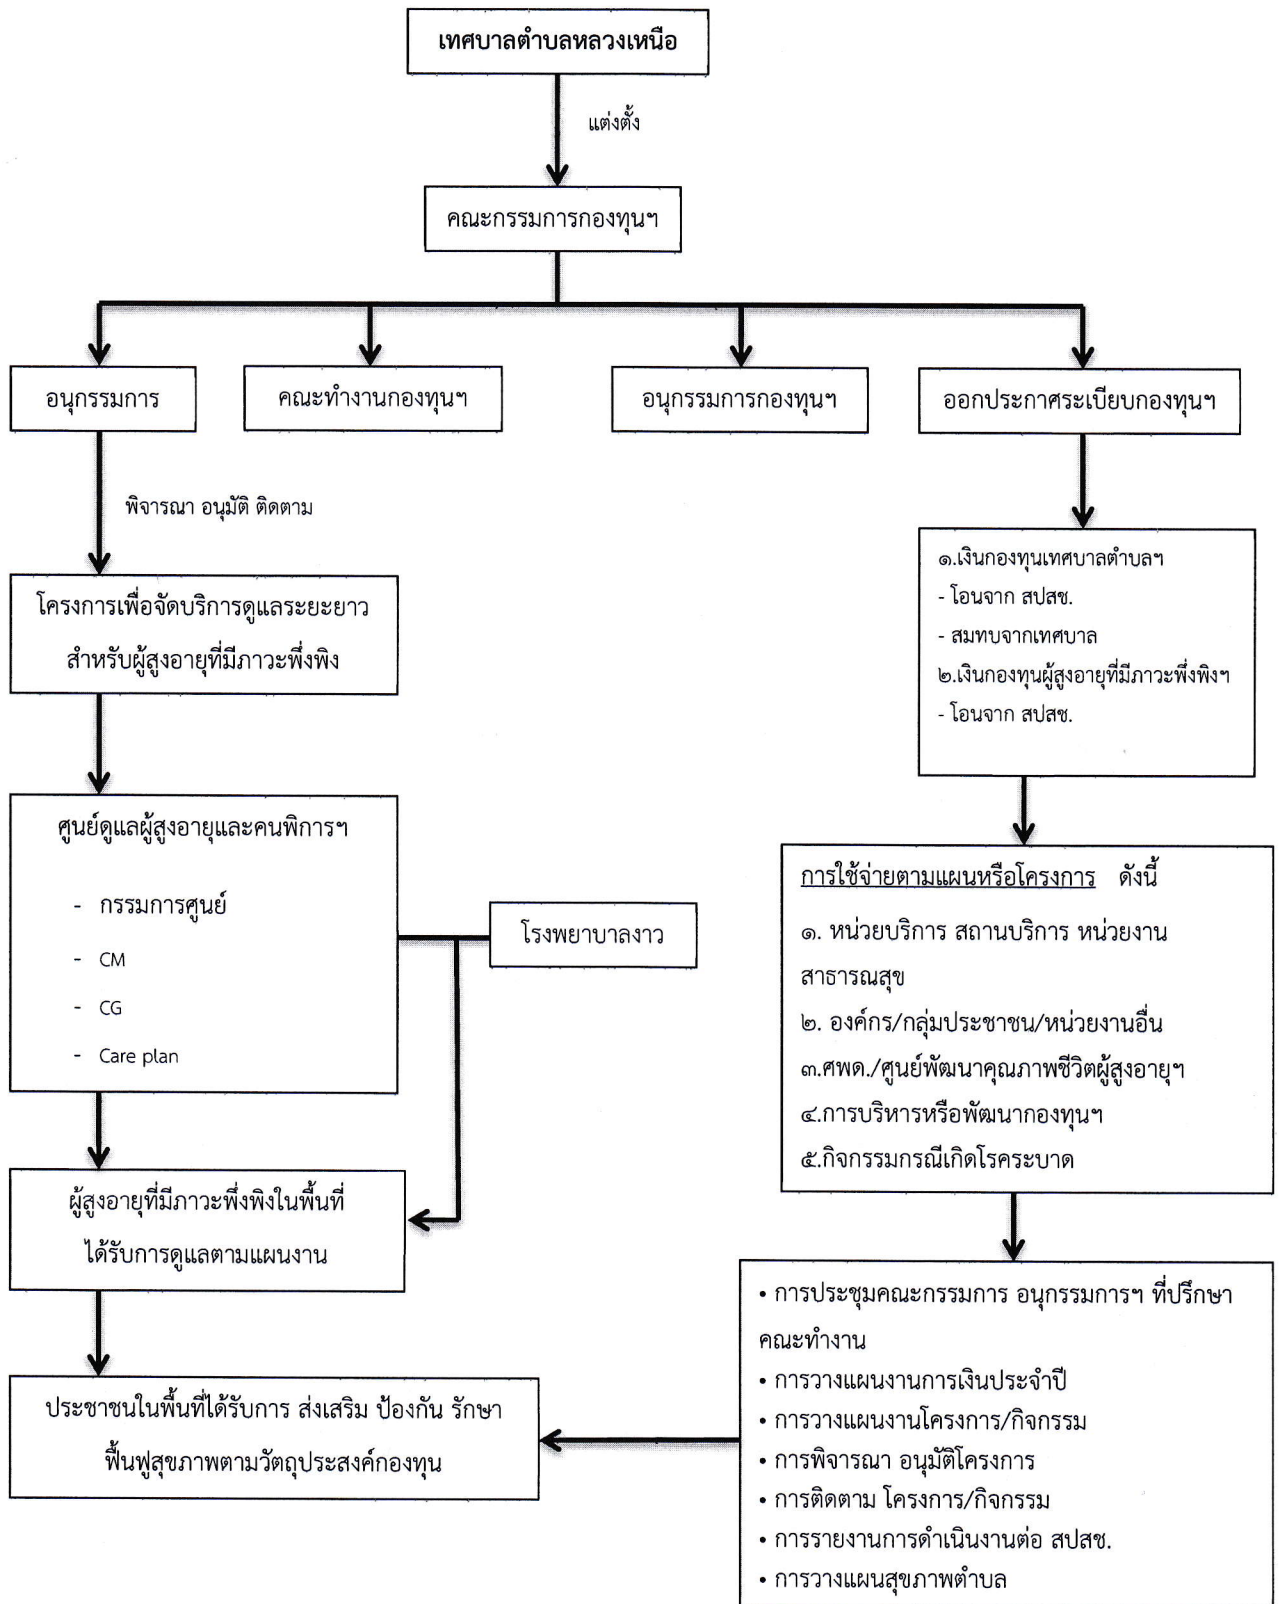 เทศบาลตำบลหลวงเหนือ
แต่งตั้ง
คณะกรรมการกองทุนฯ
อนุกรรมการ
คณะทำงานกองทุนฯ
อนุกรรมการกองทุนฯ
ออกประกาศระเบียบกองทุนฯ
พิจารณา อนุมัติ ติดตาม
โครงการเพื่อจัดบริการดูแลระยะยาว
สำหรับผู้สูงอายุที่มีภาวะพึ่งพิง
๑.เงินกองทุนเทศบาลตำบลฯ
- โอนจาก สปสช.
- สมทบจากเทศบาล
๒.เงินกองทุนผู้สูงอายุที่มีภาวะพึ่งพิงฯ
- โอนจาก สปสช.
ศูนย์ดูแลผู้สูงอายุและคนพิการฯ
- กรรมการศูนย์
- CM
- CG
- Care plan
โรงพยาบาลงาว
การใช้จ่ายตามแผนหรือโครงการ ดังนี้
๑. หน่วยบริการ สถานบริการ หน่วยงาน
สาธารณสุข
๒. องค์กร/กลุ่มประชาชน/หน่วยงานอื่น
๓.ศพด./ศูนย์พัฒนาคุณภาพชีวิตผู้สูงอายุฯ
๔.การบริหารหรือพัฒนากองทุนฯ
๕.กิจกรรมกรณีเกิดโรคระบาด
ผู้สูงอายุที่มีภาวะพึ่งพิงในพื้นที่
ได้รับการดูแลตามแผนงาน
ประชาชนในพื้นที่ได้รับการ ส่งเสริม ป้องกัน รักษา
ฟื้นฟูสุขภาพตามวัตถุประสงค์กองทุน
• การประชุมคณะกรรมการ อนุกรรมการฯ ที่ปรึกษา
คณะทำงาน
• การวางแผนงานการเงินประจำปี
• การวางแผนงานโครงการ/กิจกรรม
• การพิจารณา อนุมัติโครงการ
• การติดตาม โครงการ/กิจกรรม
• การรายงานการดำเนินงานต่อ สปสช.
• การวางแผนสุขภาพตำบล